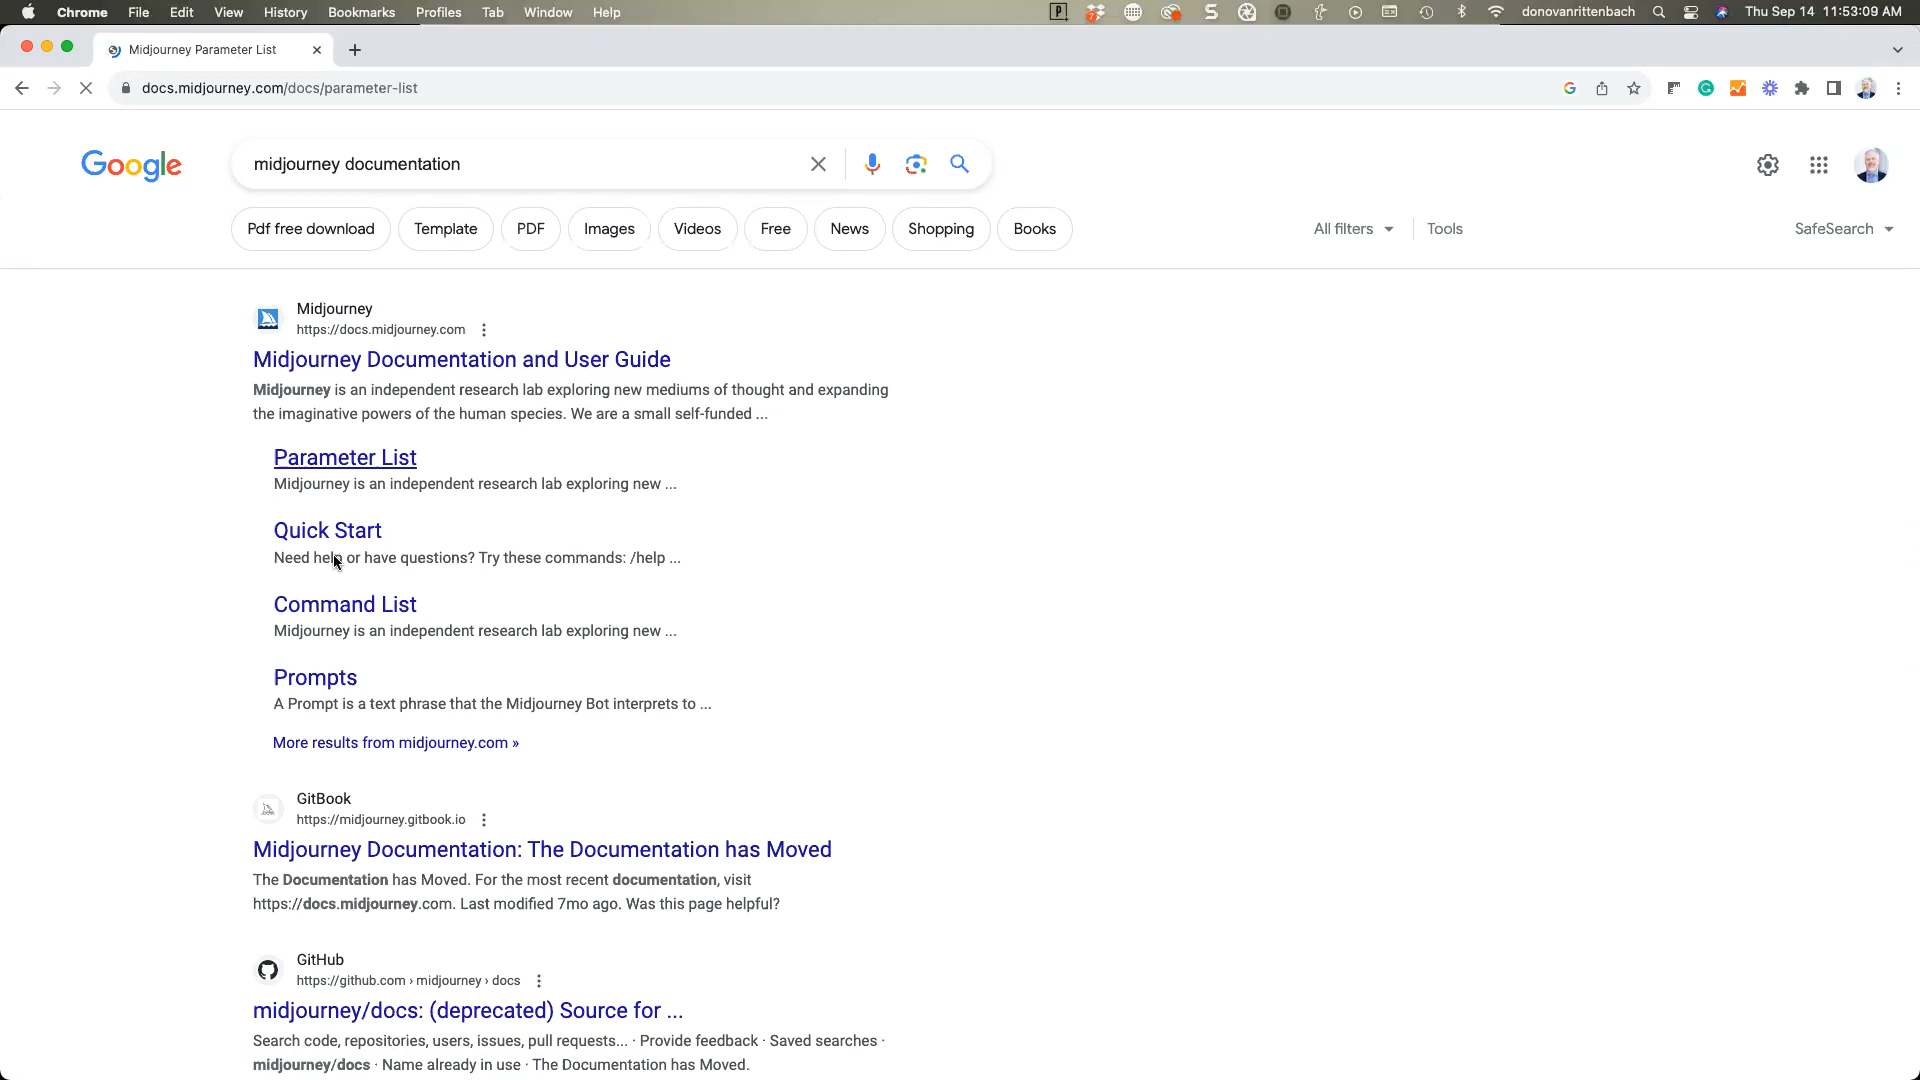 Chrome File Edit View History Bookmarks Profiles Tab Window Help donovanrittenbach Thu Sep 14 11:53:09 AM
Midjourney Parameter List
docs.midjourney.com/docs/parameter-list
Google midjourney documentation
Pdf free download Template PDF Images Videos Free News Shopping Books All filters Tools SafeSearch
Midjourney
https://docs.midjourney.com
Midjourney Documentation and User Guide
Midjourney is an independent research lab exploring new mediums of thought and expanding
the imaginative powers of the human species. We are a small self-funded ...
Parameter List
Midjourney is an independent research lab exploring new ...
Quick Start
Need help or have questions? Try these commands: /help ...
Command List
Midjourney is an independent research lab exploring new ...
Prompts
A Prompt is a text phrase that the Midjourney Bot interprets to ...
More results from midjourney.com »
GitBook
https://midjourney.gitbook.io
Midjourney Documentation: The Documentation has Moved
The Documentation has Moved. For the most recent documentation, visit
https://docs.midjourney.com. Last modified 7mo ago. Was this page helpful?
GitHub
https://github.com › midjourney › docs
midjourney/docs: (deprecated) Source for ...
Search code, repositories, users, issues, pull requests... · Provide feedback · Saved searches ·
midjourney/docs · Name already in use · The Documentation has Moved.